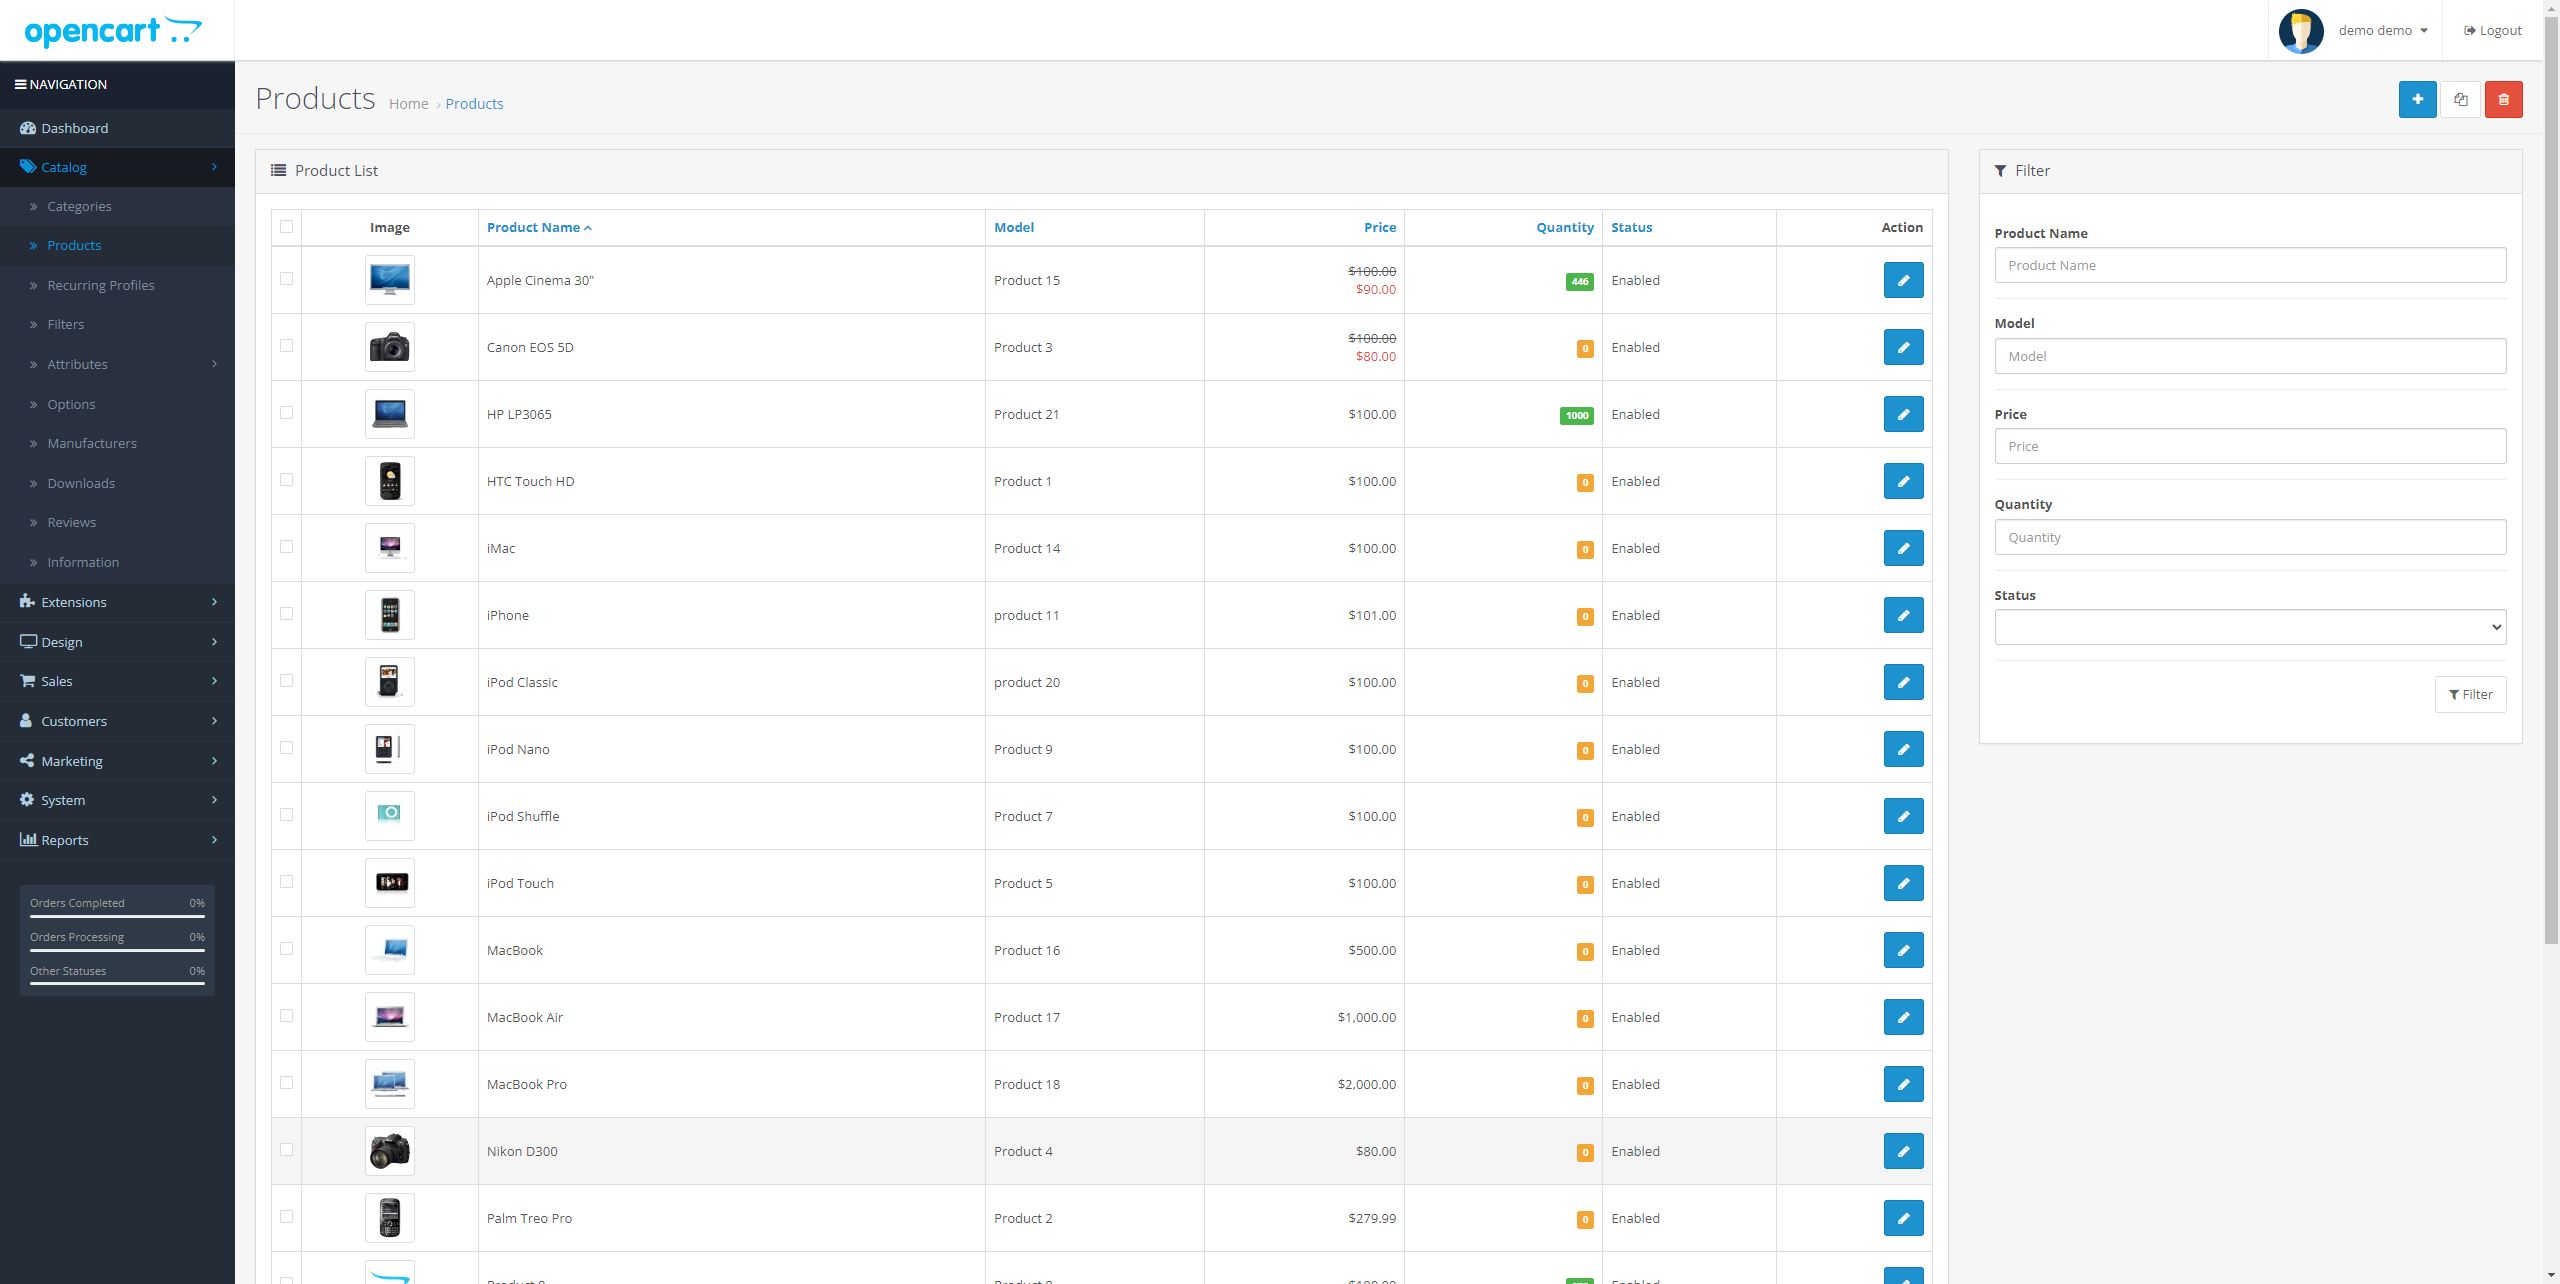 opencart
demo demo
Logout
NAVIGATION
Dashboard
Catalog
Categories
Products
Recurring Profiles
Filters
Attributes
Options
Manufacturers
Downloads
Reviews
Information
Extensions
Design
Sales
Customers
Marketing
System
Reports
Orders Completed 0%
Orders Processing 0%
Other Statuses 0%
Products Home › Products
Product List
Image Product Name Model Price Quantity Status Action
Apple Cinema 30" Product 15 $100.00 $90.00 446 Enabled
Canon EOS 5D Product 3 $100.00 $80.00 0 Enabled
HP LP3065 Product 21 $100.00 1000 Enabled
HTC Touch HD Product 1 $100.00 0 Enabled
iMac Product 14 $100.00 0 Enabled
iPhone product 11 $101.00 0 Enabled
iPod Classic product 20 $100.00 0 Enabled
iPod Nano Product 9 $100.00 0 Enabled
iPod Shuffle Product 7 $100.00 0 Enabled
iPod Touch Product 5 $100.00 0 Enabled
MacBook Product 16 $500.00 0 Enabled
MacBook Air Product 17 $1,000.00 0 Enabled
MacBook Pro Product 18 $2,000.00 0 Enabled
Nikon D300 Product 4 $80.00 0 Enabled
Palm Treo Pro Product 2 $279.99 0 Enabled
Filter
Product Name
Product Name
Model
Model
Price
Price
Quantity
Quantity
Status
Filter